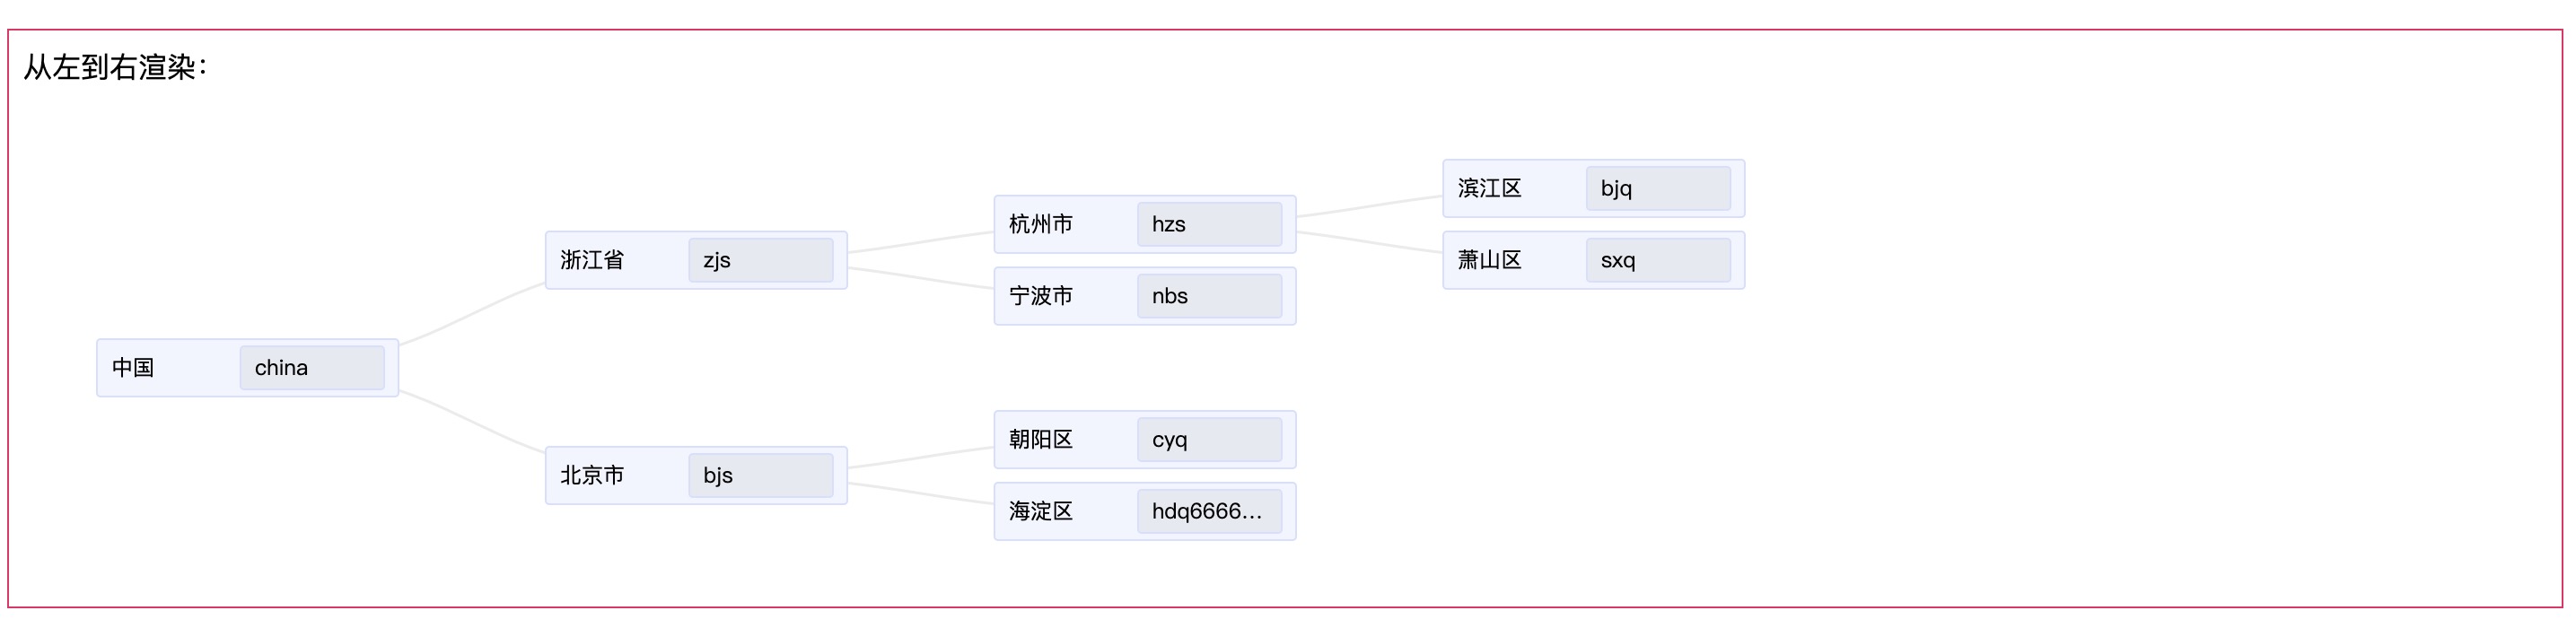 从左到右渲染：
中国 china
浙江省 zjs
杭州市 hzs
滨江区 bjq
萧山区 sxq
宁波市 nbs
北京市 bjs
朝阳区 cyq
海淀区 hdq6666...